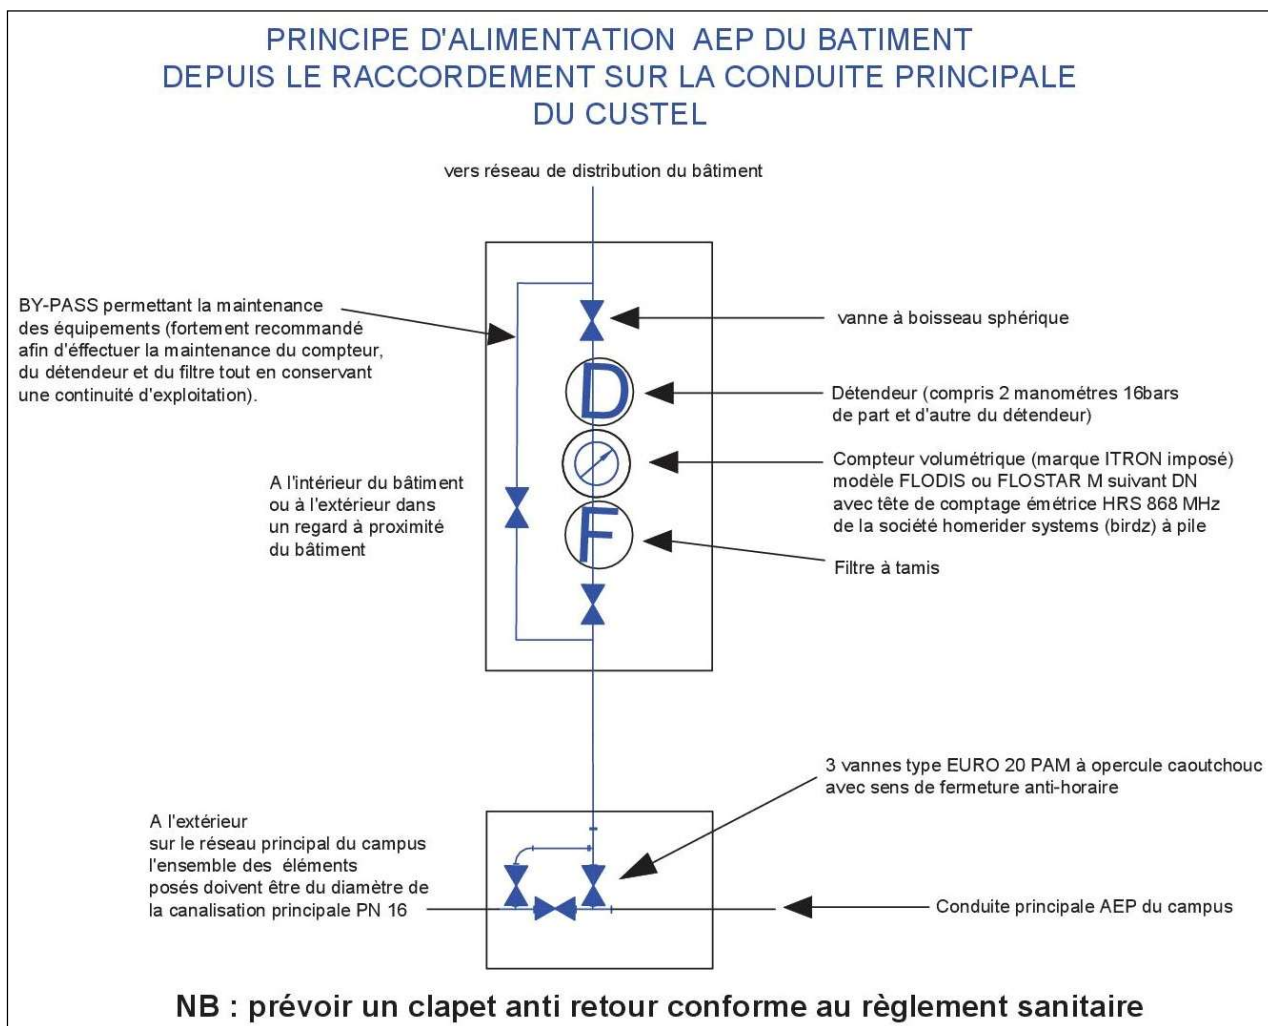 PRINCIPE D'ALIMENTATION AEP DU BATIMENT
DEPUIS LE RACCORDEMENT SUR LA CONDUITE PRINCIPALE
DU CUSTEL
vers réseau de distribution du bâtiment
BY-PASS permettant la maintenance
des équipements (fortement recommandé
afin d'éffectuer la maintenance du compteur,
du détendeur et du filtre tout en conservant
une continuité d'exploitation).
vanne à boisseau sphérique
D
Détendeur (compris 2 manométres 16bars
de part et d'autre du détendeur)
Compteur volumétrique (marque ITRON imposé)
modèle FLODIS ou FLOSTAR M suivant DN
avec tête de comptage émétrice HRS 868 MHz
de la société homerider systems (birdz) à pile
A l'intérieur du bâtiment
ou à l'extérieur dans
un regard à proximité
du bâtiment
F
Filtre à tamis
3 vannes type EURO 20 PAM à opercule caoutchouc
avec sens de fermeture anti-horaire
A l'extérieur
sur le réseau principal du campus
l'ensemble des éléments
posés doivent être du diamètre de
la canalisation principale PN 16
Conduite principale AEP du campus
NB : prévoir un clapet anti retour conforme au règlement sanitaire